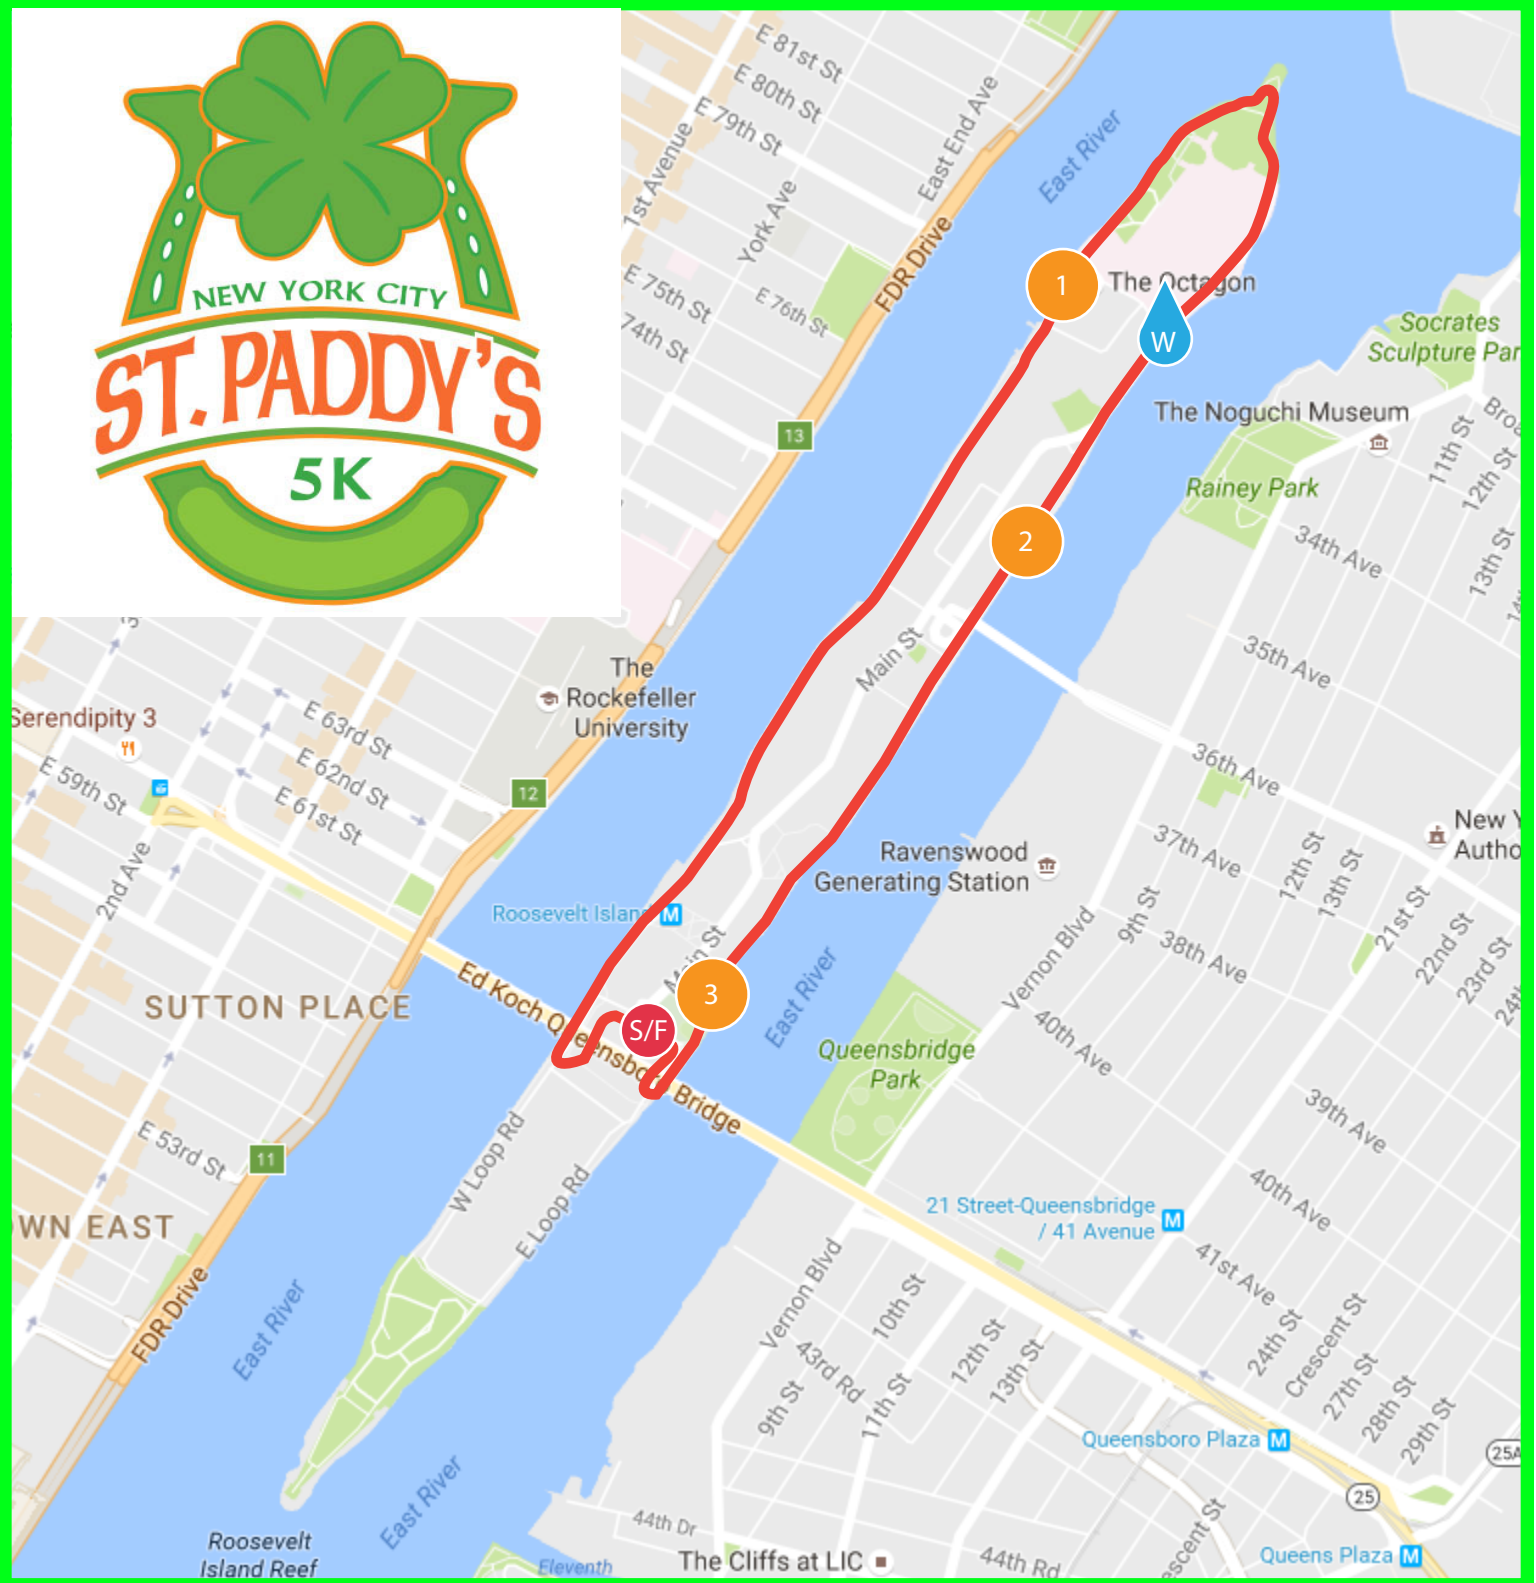 NEW YORK CITY
ST. PADDY'S
5K
E 81st St
E 80th St
E 79th St
East End Ave
1st Avenue
York Ave
East River
FDR Drive
E 75th St
E 76th St
74th St
1
The Octagon
W
Socrates
Sculpture Par
13
The Noguchi Museum
Rainey Park
11th St
12th St
34th Ave
13th St
2
Main St
35th Ave
The
Rockefeller
University
Serendipity 3
E 63rd St
E 62nd St
E 61st St
E 59th St
12
36th Ave
37th Ave
12th St
13th St
New Y
Autho
Ravenswood
Generating Station
2nd Ave
Roosevelt Island
M
Main St
9th St
38th Ave
21st St
22nd St
23rd St
24th
Vernon Blvd
SUTTON PLACE
Ed Koch Queensboro Bridge
S/F
3
East River
Queensbridge
Park
40th Ave
39th Ave
E 53rd St
11
W Loop Rd
E Loop Rd
OWN EAST
21 Street-Queensbridge
/ 41 Avenue
M
40th Ave
41st Ave
FDR Drive
East River
Vernon Blvd
10th St
43rd Rd
9th St
11th St
12th St
13th St
24th St
Crescent St
27th St
28th St
29th St
Queensboro Plaza
M
25A
25
East River
Roosevelt
Island Reef
44th Dr
Eleventh
The Cliffs at LIC
44th Rd
escent St
Queens Plaza
M